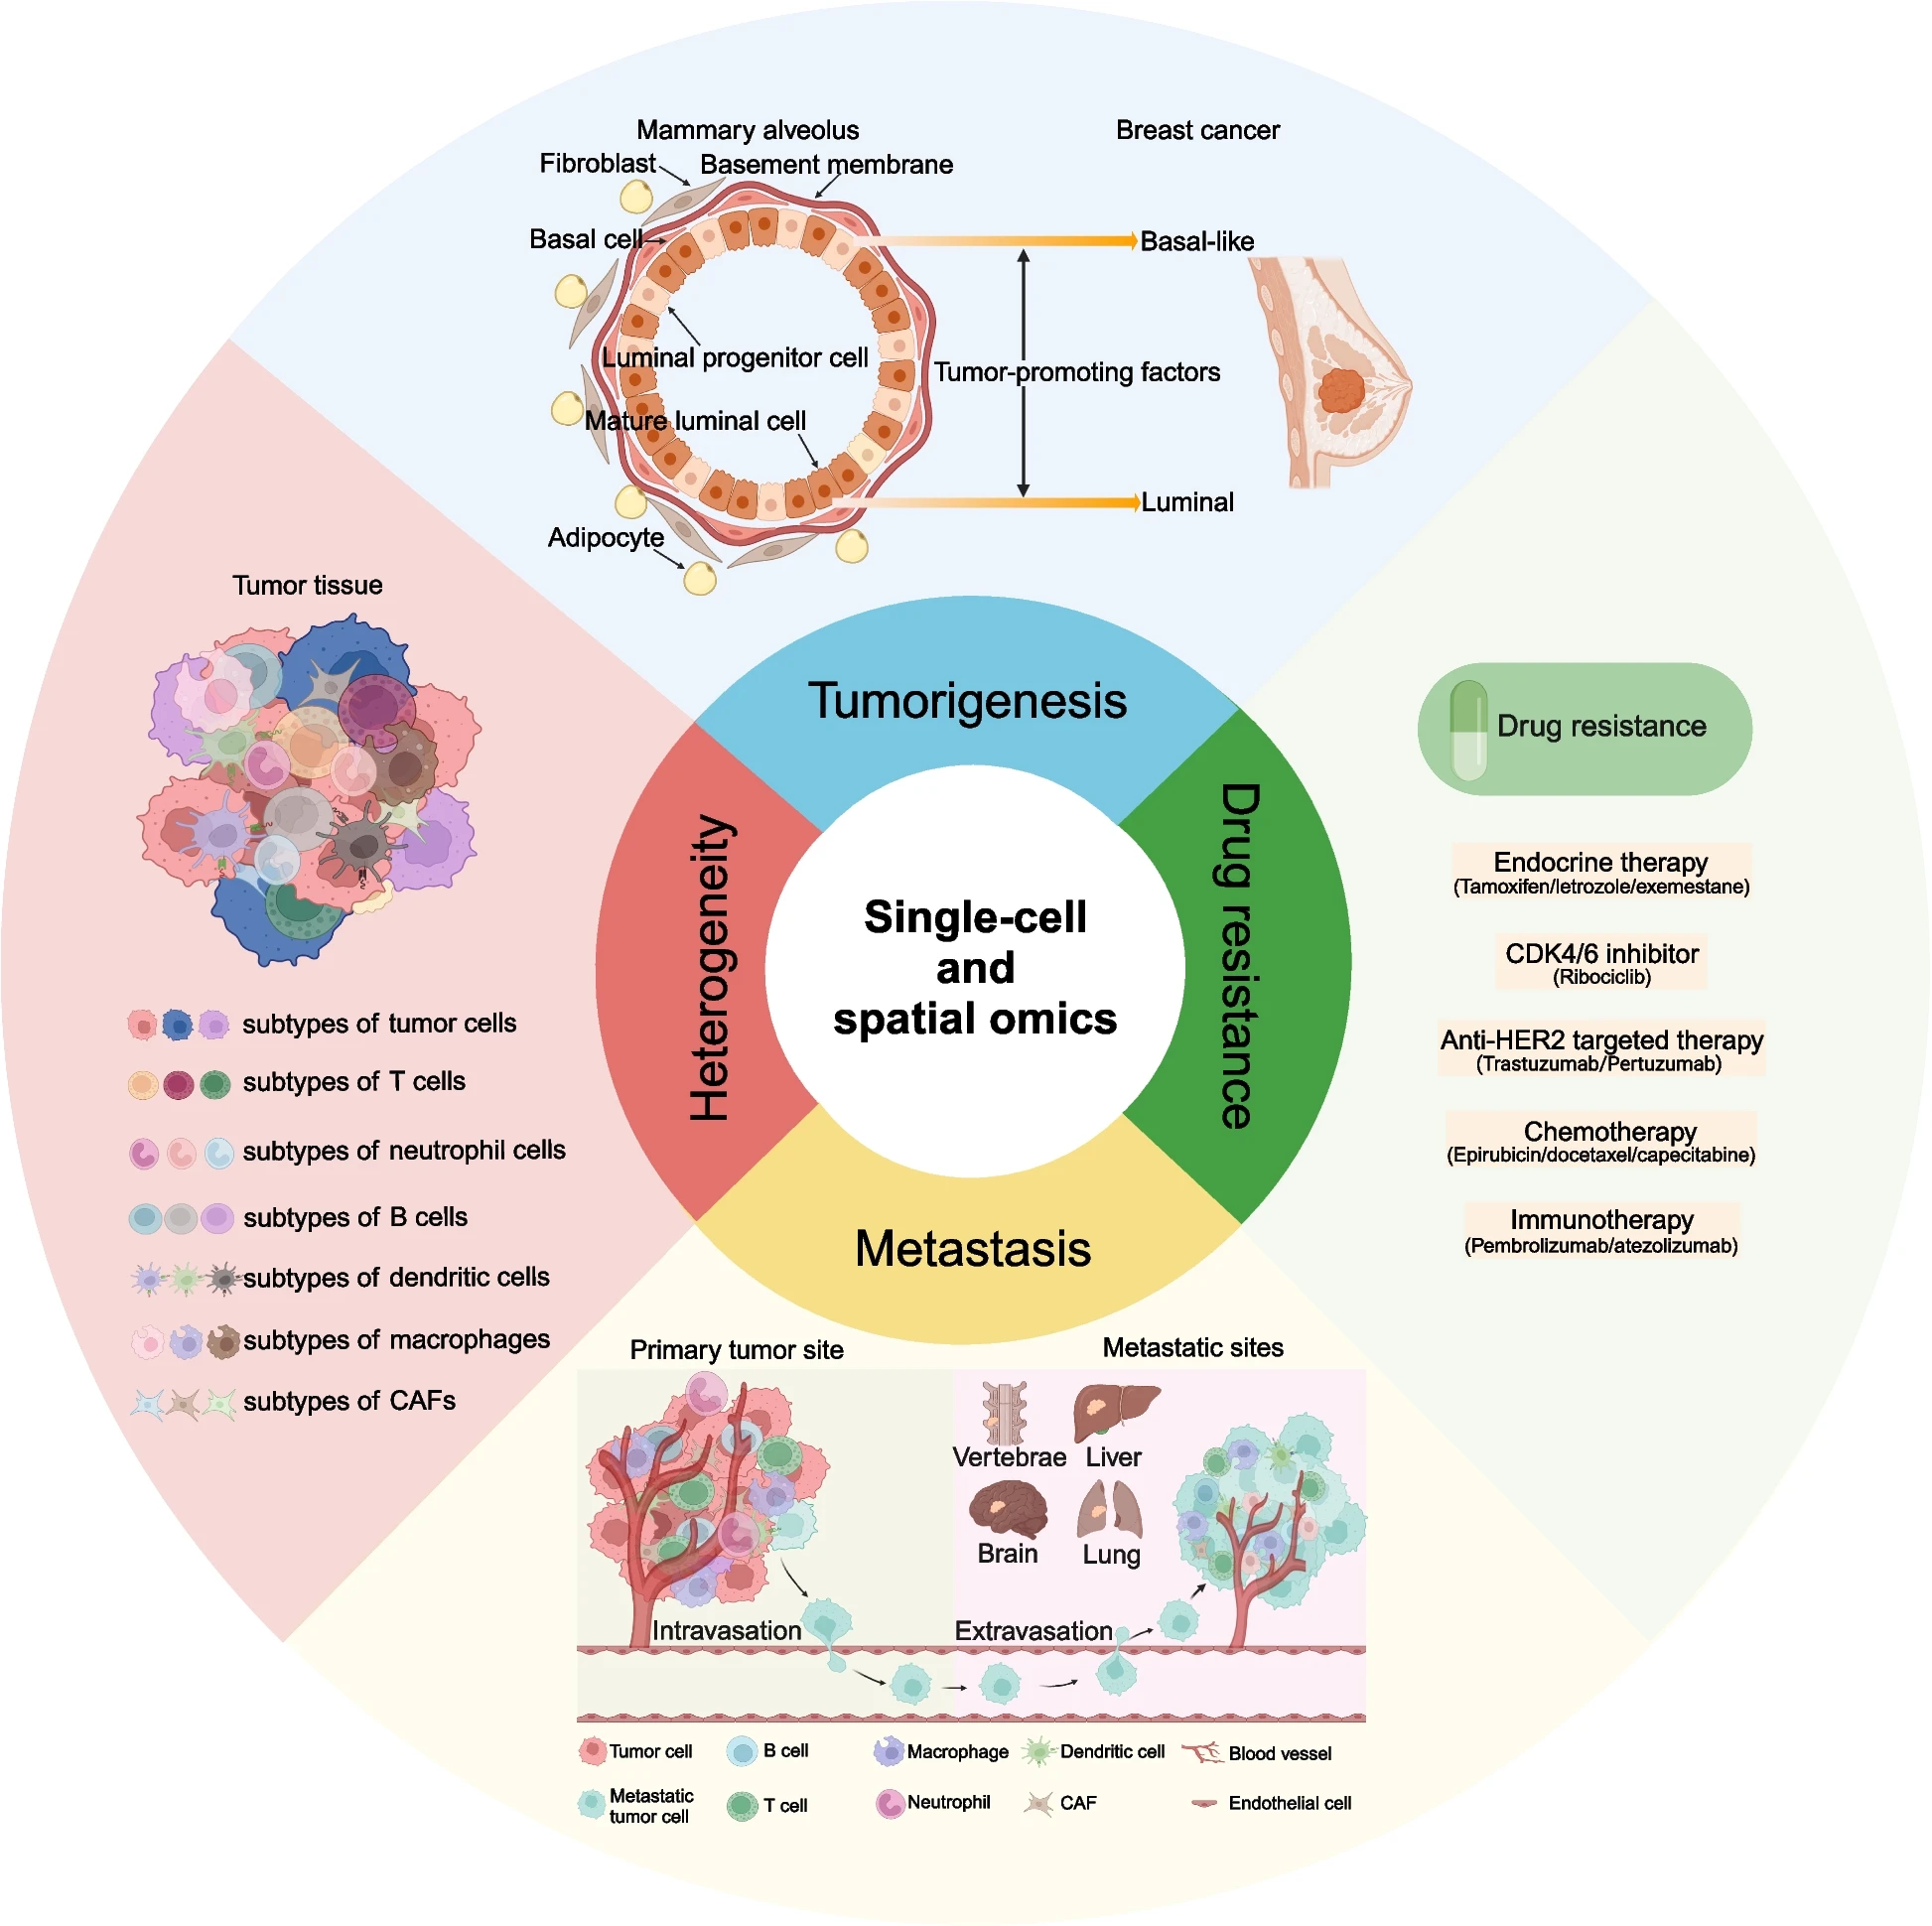 Mammary alveolus
Breast cancer
Fibroblast
Basement membrane
Basal cell
Basal-like
Luminal progenitor cell
Tumor-promoting factors
Mature luminal cell
Luminal
Adipocyte
Tumorigenesis
Tumor tissue
subtypes of tumor cells
subtypes of T cells
subtypes of neutrophil cells
subtypes of B cells
subtypes of dendritic cells
subtypes of macrophages
subtypes of CAFs
Heterogeneity
Single-cell
and
spatial omics
Drug resistance
Drug resistance
Endocrine therapy
(Tamoxifen/letrozole/exemestane)
CDK4/6 inhibitor
(Ribociclib)
Anti-HER2 targeted therapy
(Trastuzumab/Pertuzumab)
Chemotherapy
(Epirubicin/docetaxel/capecitabine)
Immunotherapy
(Pembrolizumab/atezolizumab)
Metastasis
Primary tumor site
Metastatic sites
Vertebrae
Liver
Brain
Lung
Intravasation
Extravasation
Tumor cell
B cell
Macrophage
Dendritic cell
Blood vessel
Metastatic
tumor cell
T cell
Neutrophil
CAF
Endothelial cell